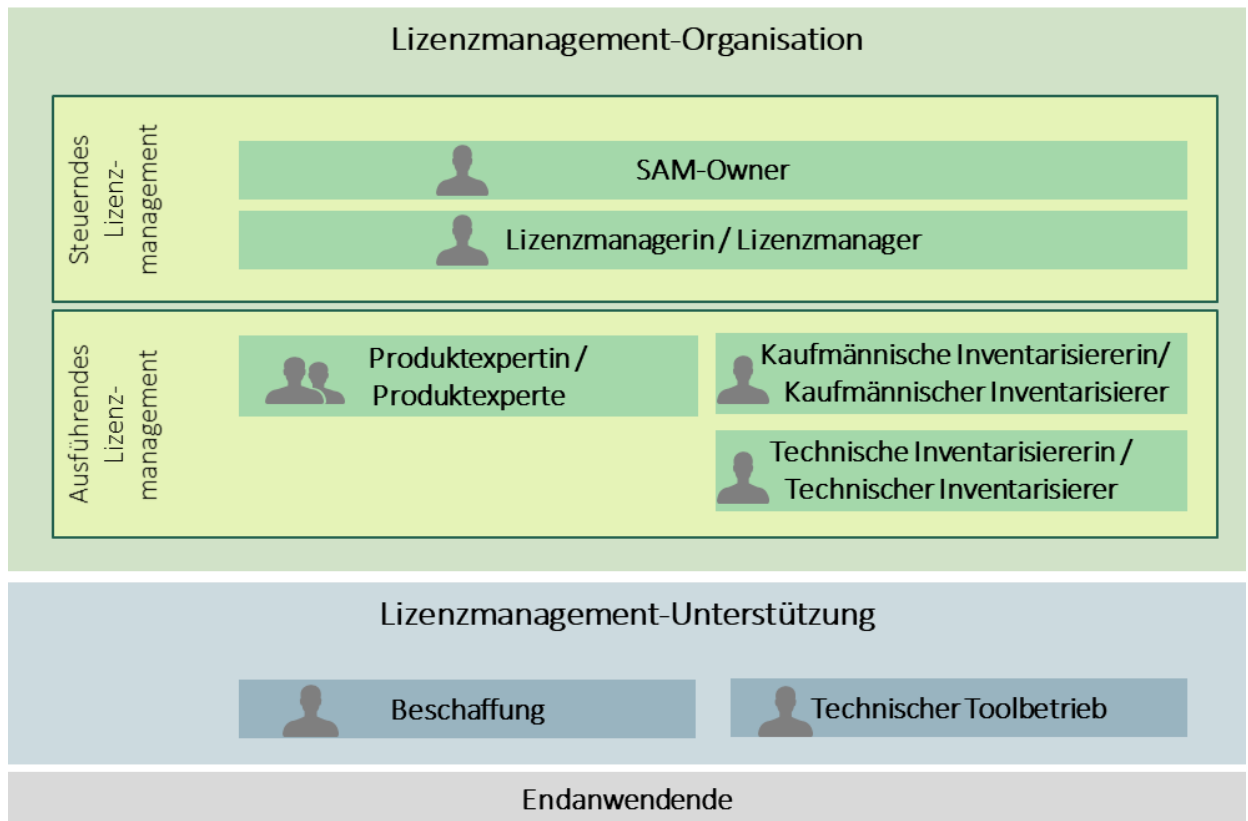 Lizenzmanagement-Organisation
Steuerndes
Lizenz-
management
SAM-Owner
Lizenzmanagerin / Lizenzmanager
Ausführendes
Lizenz-
management
Produktexpertin /
Produktexperte
Kaufmännische Inventarisiererin/
Kaufmännischer Inventarisierer
Technische Inventarisiererin /
Technischer Inventarisierer
Lizenzmanagement-Unterstützung
Beschaffung
Technischer Toolbetrieb
Endanwendende